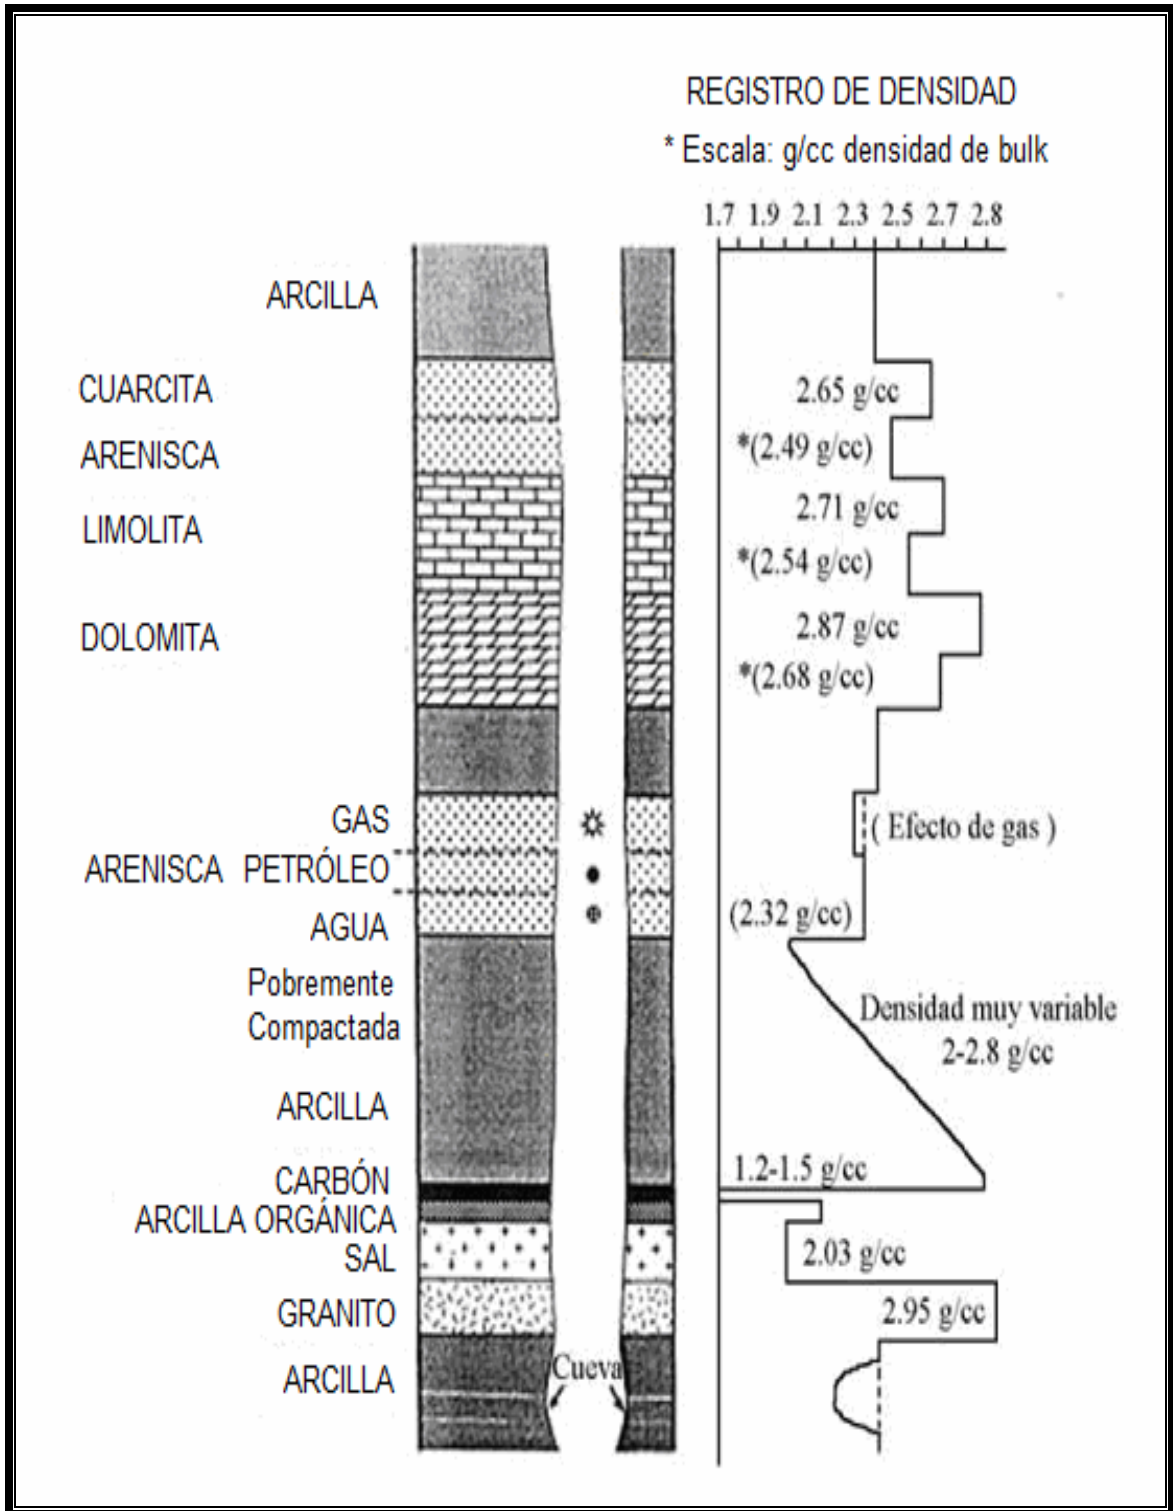 REGISTRO DE DENSIDAD
* Escala: g/cc densidad de bulk
1.7 1.9 2.1 2.3 2.5 2.7 2.8
ARCILLA
CUARCITA
2.65 g/cc
ARENISCA
*(2.49 g/cc)
LIMOLITA
2.71 g/cc
*(2.54 g/cc)
DOLOMITA
2.87 g/cc
*(2.68 g/cc)
GAS
( Efecto de gas )
ARENISCA PETRÓLEO
AGUA
(2.32 g/cc)
Pobremente
Compactada
Densidad muy variable
2-2.8 g/cc
ARCILLA
CARBÓN
1.2-1.5 g/cc
ARCILLA ORGÁNICA
SAL
2.03 g/cc
GRANITO
2.95 g/cc
ARCILLA
Cueva